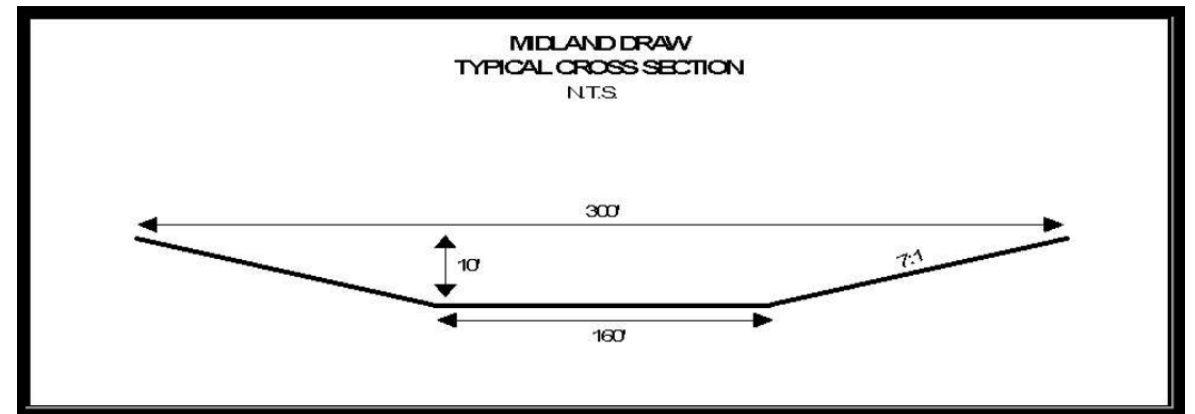 MIDLAND DRAW
TYPICAL CROSS SECTION
N.T.S.
300'
10'
7:1
160'